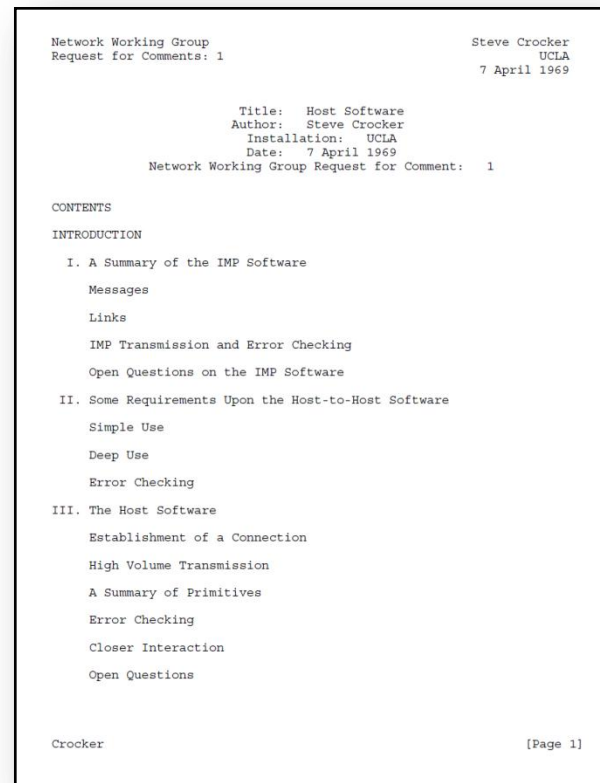 Network Working Group Steve Crocker
Request for Comments: 1 UCLA
7 April 1969
Title: Host Software
Author: Steve Crocker
Installation: UCLA
Date: 7 April 1969
Network Working Group Request for Comment: 1
CONTENTS
INTRODUCTION
I. A Summary of the IMP Software
Messages
Links
IMP Transmission and Error Checking
Open Questions on the IMP Software
II. Some Requirements Upon the Host-to-Host Software
Simple Use
Deep Use
Error Checking
III. The Host Software
Establishment of a Connection
High Volume Transmission
A Summary of Primitives
Error Checking
Closer Interaction
Open Questions
Crocker [Page 1]